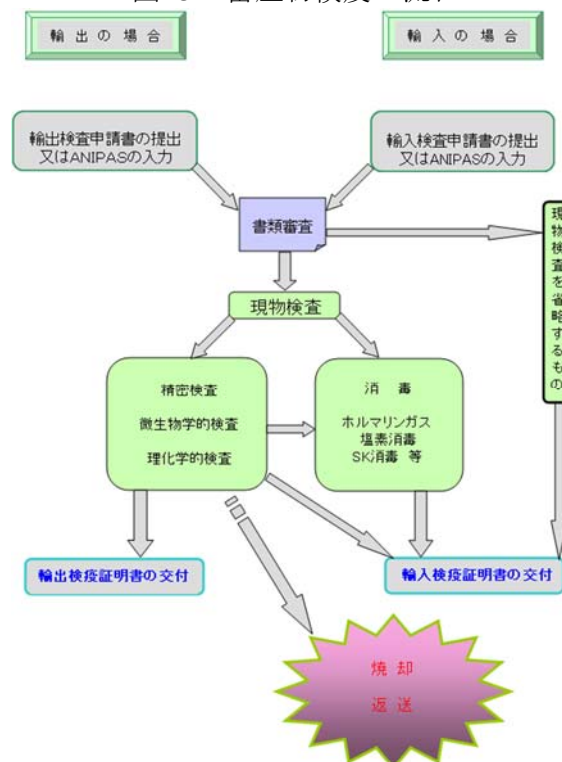 輸 出 の 場 合
輸 入 の 場 合
輸出検査申請書の提出
又はANIPASの入力
輸入検査申請書の提出
又はANIPASの入力
書類審査
現物検査を省略するもの
現物検査
精密検査
微生物学的検査
理化学的検査
消 毒
ホルマリンガス
塩素消毒
SK消毒 等
輸出検疫証明書の交付
輸入検疫証明書の交付
焼 却
返 送